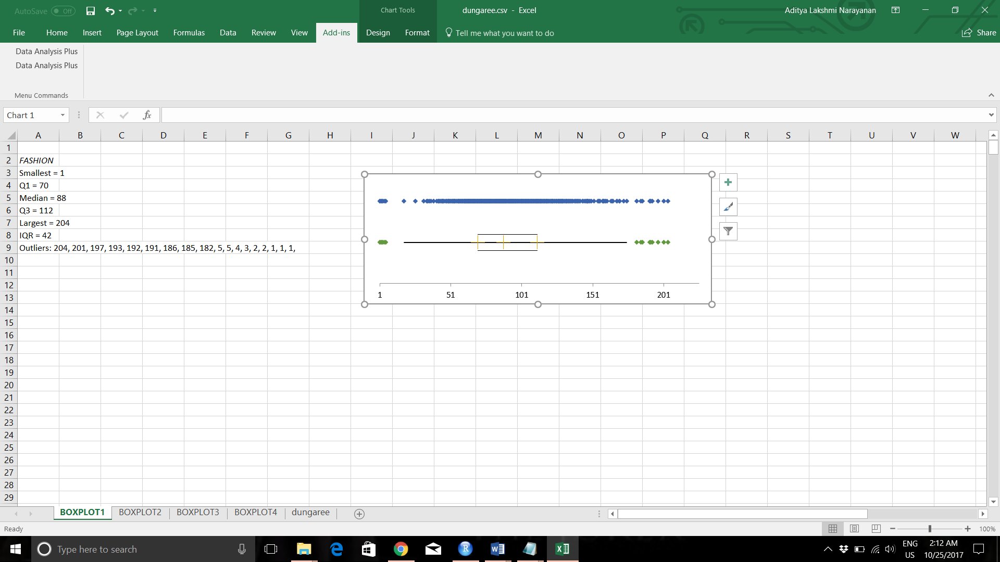 AutoSave Off
Chart Tools
dungaree.csv - Excel
Aditya Lakshmi Narayanan
File Home Insert Page Layout Formulas Data Review View Add-ins Design Format Tell me what you want to do Share
Data Analysis Plus
Data Analysis Plus
Menu Commands
Chart 1 fx
A B C D E F G H I J K L M N O P Q R S T U V W
1
2 FASHION
3 Smallest = 1
4 Q1 = 70
5 Median = 88
6 Q3 = 112
7 Largest = 204
8 IQR = 42
9 Outliers: 204, 201, 197, 193, 192, 191, 186, 185, 182, 5, 5, 4, 3, 2, 2, 1, 1, 1,
10
11
12
13
14
15
16
17
18
19
20
21
22
23
24
25
26
27
28
29
1 51 101 151 201
BOXPLOT1 BOXPLOT2 BOXPLOT3 BOXPLOT4 dungaree
Ready
100%
Type here to search
ENG
US
2:12 AM
10/25/2017